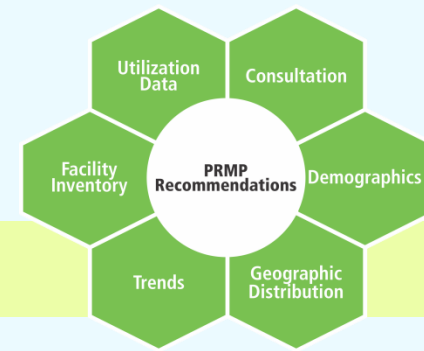 Utilization
Data
Consultation
Facility
Inventory
PRMP
Recommendations
Demographics
Trends
Geographic
Distribution